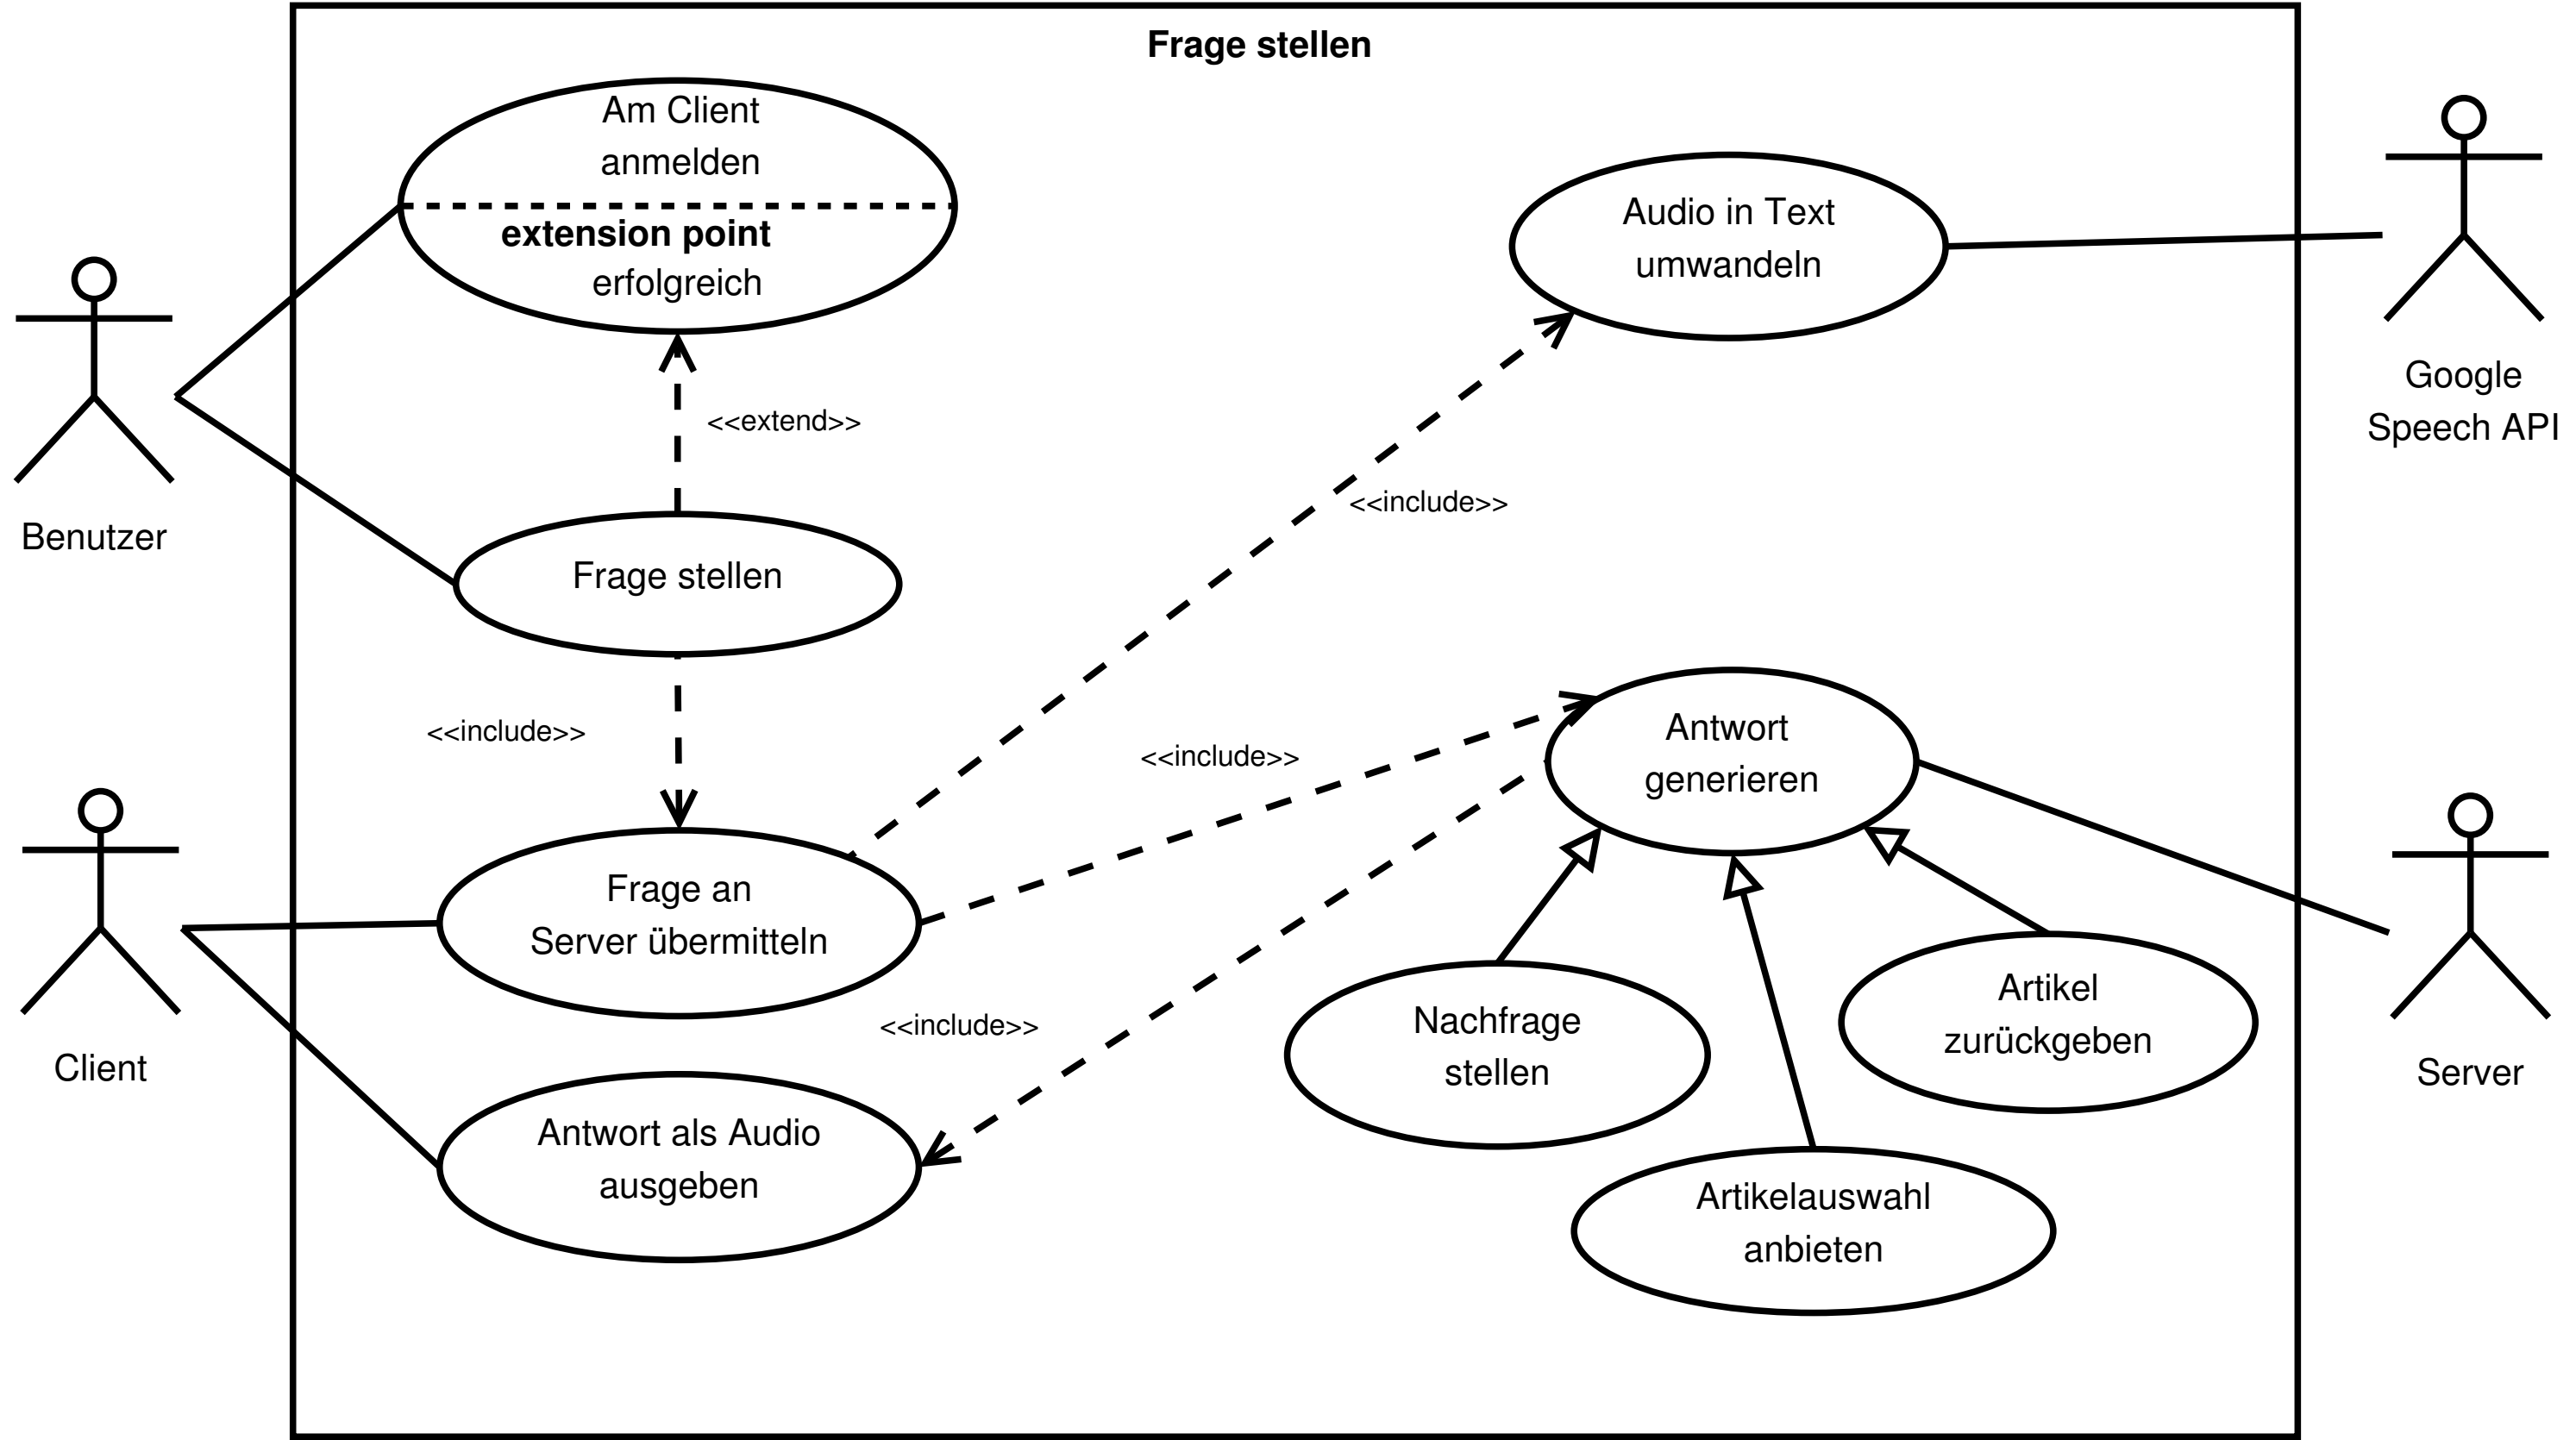 Frage stellen
Am Client
anmelden
extension point
erfolgreich
Audio in Text
umwandeln
Google
Speech API
<<extend>>
<<include>>
Benutzer
Frage stellen
<<include>>
<<include>>
Antwort
generieren
Frage an
Server übermitteln
<<include>>
Nachfrage
stellen
Artikel
zurückgeben
Client
Server
Antwort als Audio
ausgeben
Artikelauswahl
anbieten